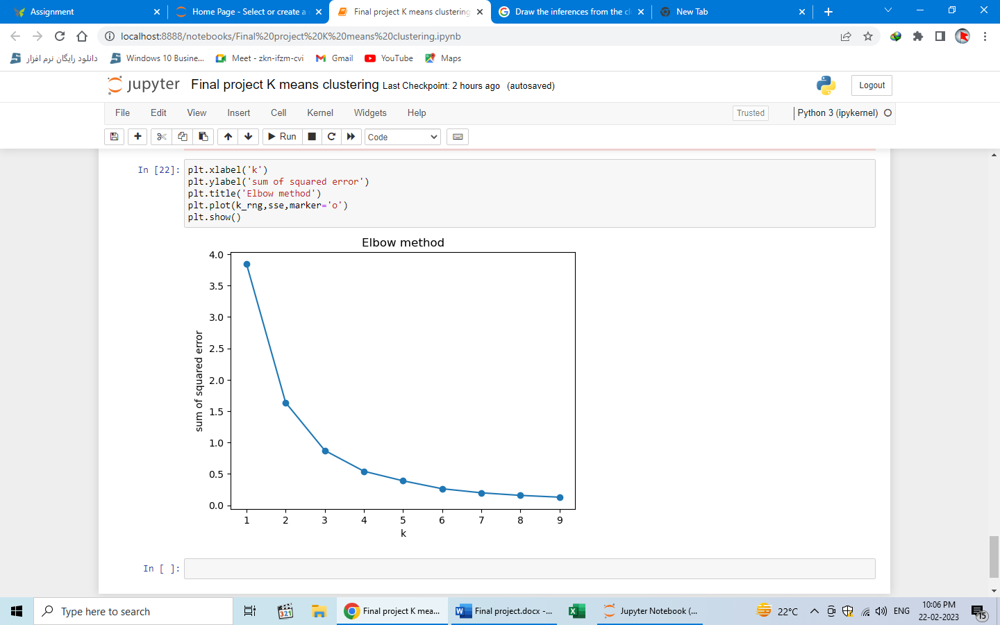 Assignment
Home Page - Select or create a
Final project K means clustering
Draw the inferences from the cl
New Tab
localhost:8888/notebooks/Final%20project%20K%20means%20clustering.ipynb
دانلود رایگان نرم افزار
Windows 10 Busine...
Meet - zkn-ifzm-cvi
Gmail
YouTube
Maps
jupyter Final project K means clustering Last Checkpoint: 2 hours ago (autosaved)
Logout
File Edit View Insert Cell Kernel Widgets Help
Trusted
Python 3 (ipykernel)
Run
Code
In [22]:
plt.xlabel('k')
plt.ylabel('sum of squared error')
plt.title('Elbow method')
plt.plot(k_rng,sse,marker='o')
plt.show()
Elbow method
4.0
3.5
3.0
2.5
2.0
1.5
1.0
0.5
0.0
sum of squared error
1 2 3 4 5 6 7 8 9
k
In [ ]:
Type here to search
321
Final project K mea...
Final project.docx -...
Jupyter Notebook (...
22°C
ENG
10:06 PM
22-02-2023
15